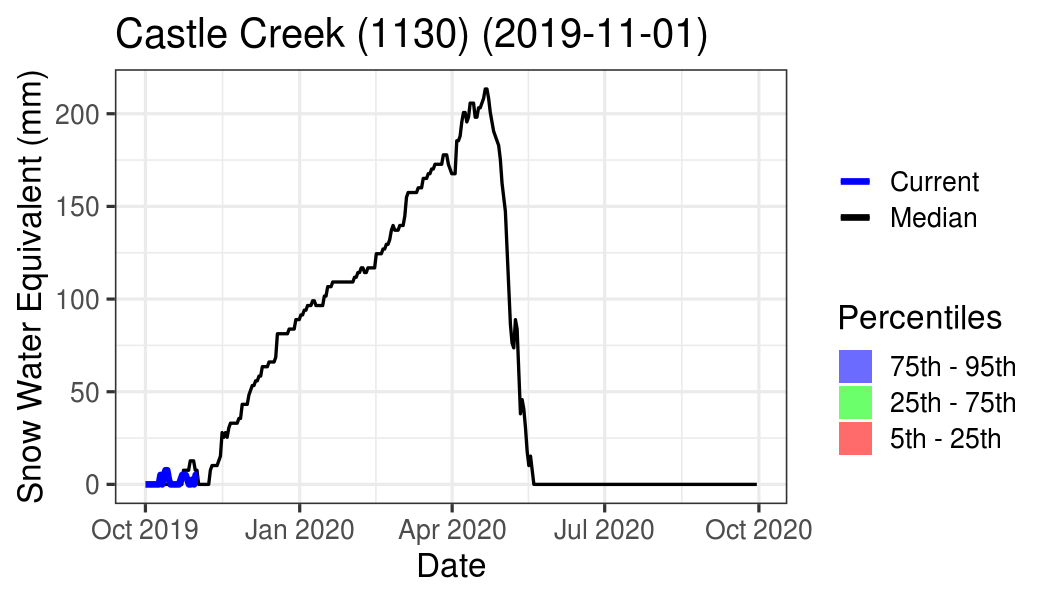 Castle Creek (1130) (2019-11-01)
Snow Water Equivalent (mm)
200
150
100
50
0
Oct 2019
Jan 2020
Apr 2020
Jul 2020
Oct 2020
Date
Current
Median
Percentiles
75th - 95th
25th - 75th
5th - 25th